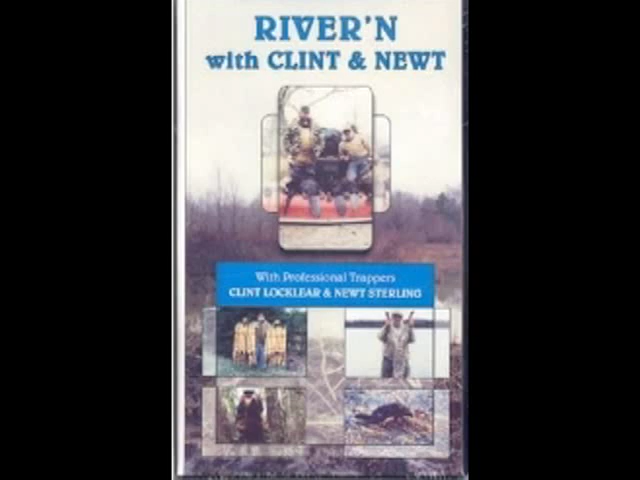 RIVER'N
with CLINT & NEWT
With Professional Trappers
CLINT LOCKLEAR & NEWT STERLING